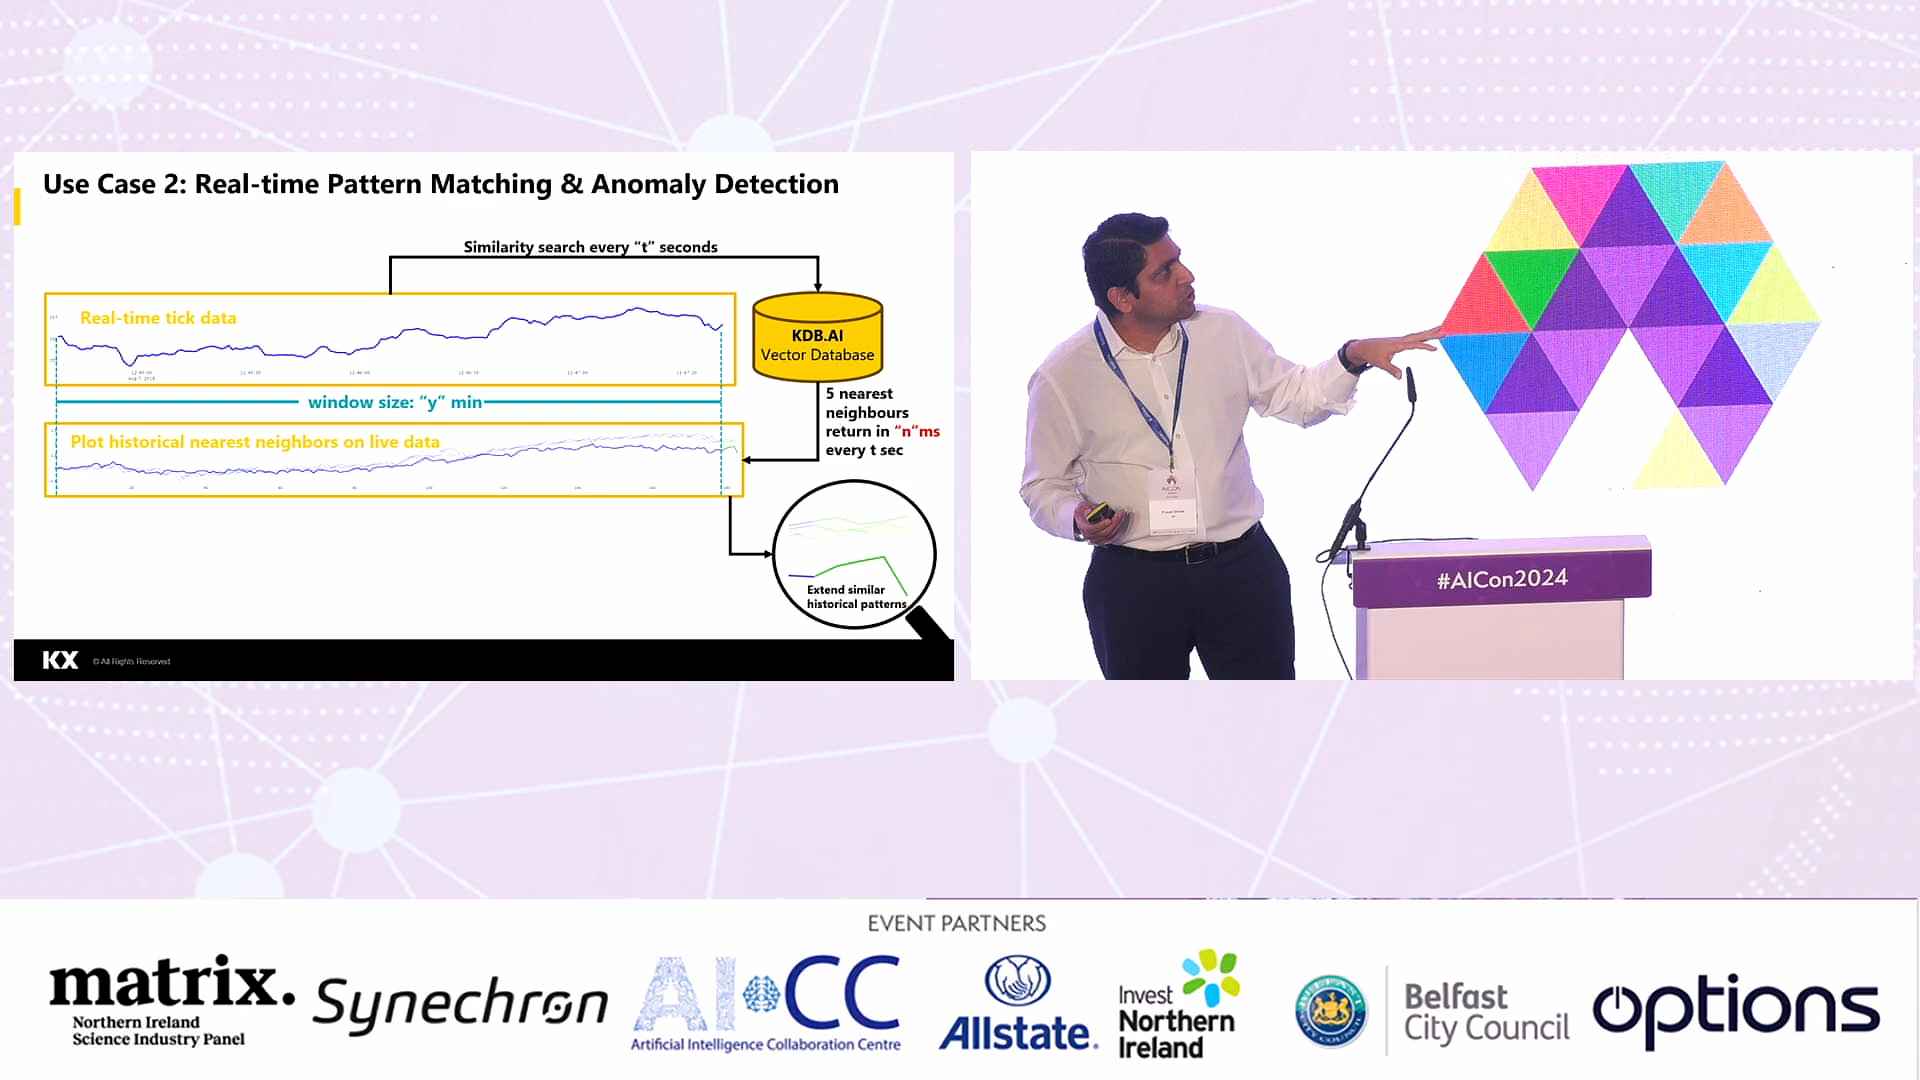 Use Case 2: Real-time Pattern Matching & Anomaly Detection
Similarity search every “t” seconds
Real-time tick data
KDB.AI
Vector Database
window size: “y” min
5 nearest
neighbours
return in “n”ms
every t sec
Plot historical nearest neighbors on live data
Extend similar
historical patterns
KX
© All Rights Reserved
AICON
#AICon2024
EVENT PARTNERS
matrix.
Northern Ireland
Science Industry Panel
Synechron
AI CC
Artificial Intelligence Collaboration Centre
Allstate.
Invest
Northern
Ireland
Belfast
City Council
options